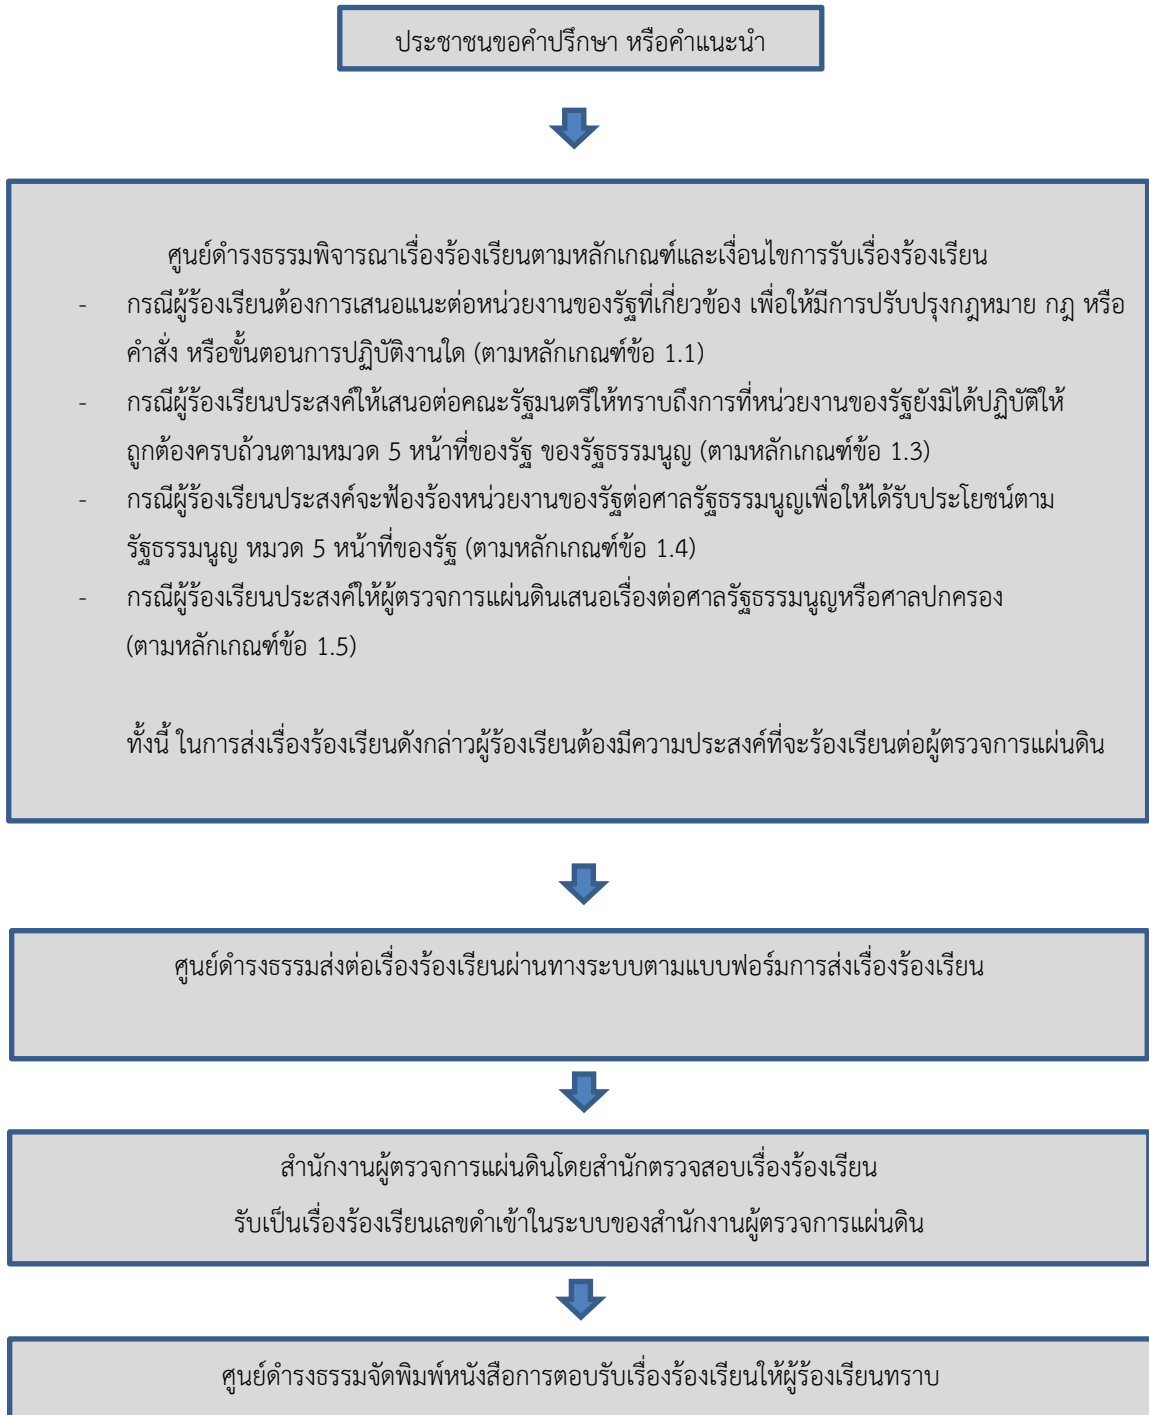 ประชาชนขอคำปรึกษา หรือคำแนะนำ
ศูนย์ดำรงธรรมพิจารณาเรื่องร้องเรียนตามหลักเกณฑ์และเงื่อนไขการรับเรื่องร้องเรียน
- กรณีผู้ร้องเรียนต้องการเสนอแนะต่อหน่วยงานของรัฐที่เกี่ยวข้อง เพื่อให้มีการปรับปรุงกฎหมาย กฎ หรือ
คำสั่ง หรือขั้นตอนการปฏิบัติงานใด (ตามหลักเกณฑ์ข้อ 1.1)
- กรณีผู้ร้องเรียนประสงค์ให้เสนอต่อคณะรัฐมนตรีให้ทราบถึงการที่หน่วยงานของรัฐยังมิได้ปฏิบัติให้
ถูกต้องครบถ้วนตามหมวด 5 หน้าที่ของรัฐ ของรัฐธรรมนูญ (ตามหลักเกณฑ์ข้อ 1.3)
- กรณีผู้ร้องเรียนประสงค์จะฟ้องร้องหน่วยงานของรัฐต่อศาลรัฐธรรมนูญเพื่อให้ได้รับประโยชน์ตาม
รัฐธรรมนูญ หมวด 5 หน้าที่ของรัฐ (ตามหลักเกณฑ์ข้อ 1.4)
- กรณีผู้ร้องเรียนประสงค์ให้ผู้ตรวจการแผ่นดินเสนอเรื่องต่อศาลรัฐธรรมนูญหรือศาลปกครอง
(ตามหลักเกณฑ์ข้อ 1.5)
ทั้งนี้ ในการส่งเรื่องร้องเรียนดังกล่าวผู้ร้องเรียนต้องมีความประสงค์ที่จะร้องเรียนต่อผู้ตรวจการแผ่นดิน
ศูนย์ดำรงธรรมส่งต่อเรื่องร้องเรียนผ่านทางระบบตามแบบฟอร์มการส่งเรื่องร้องเรียน
สำนักงานผู้ตรวจการแผ่นดินโดยสำนักตรวจสอบเรื่องร้องเรียน
รับเป็นเรื่องร้องเรียนเลขดำเข้าในระบบของสำนักงานผู้ตรวจการแผ่นดิน
ศูนย์ดำรงธรรมจัดพิมพ์หนังสือการตอบรับเรื่องร้องเรียนให้ผู้ร้องเรียนทราบ